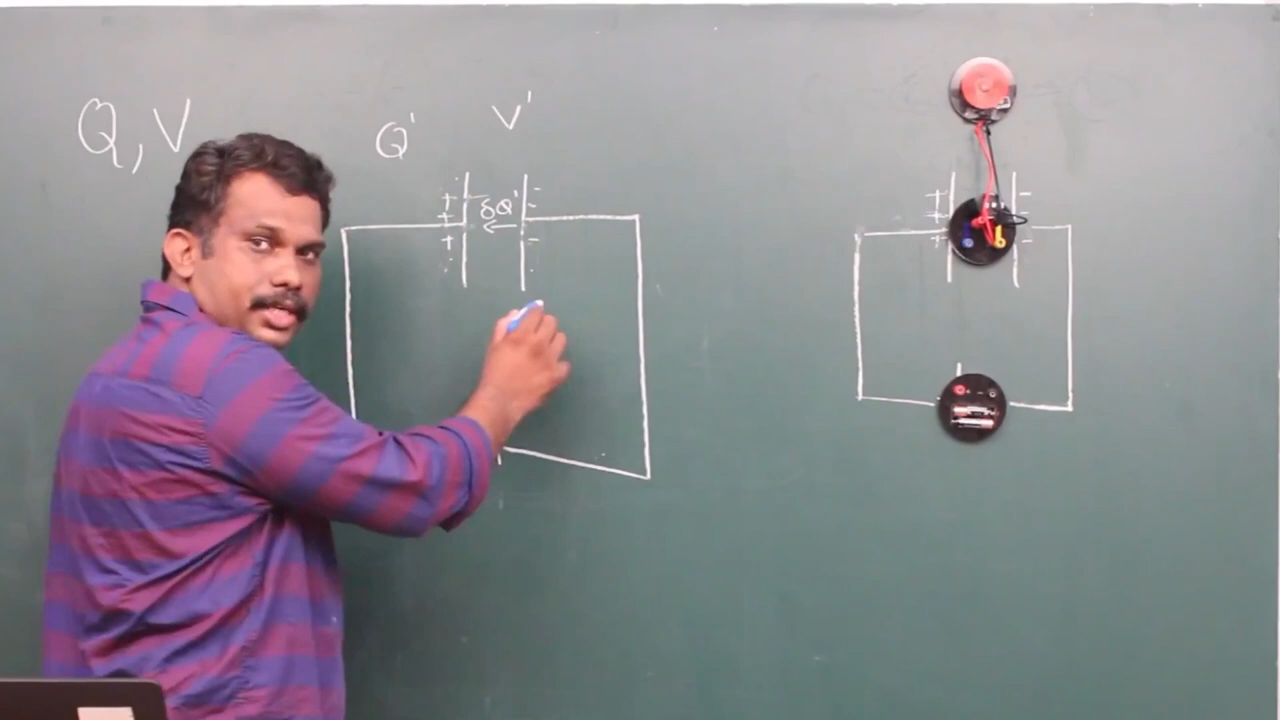 Q, V
Q'
V'
+ δQ' -
+ ← -
+ -
+ -
+ -
+